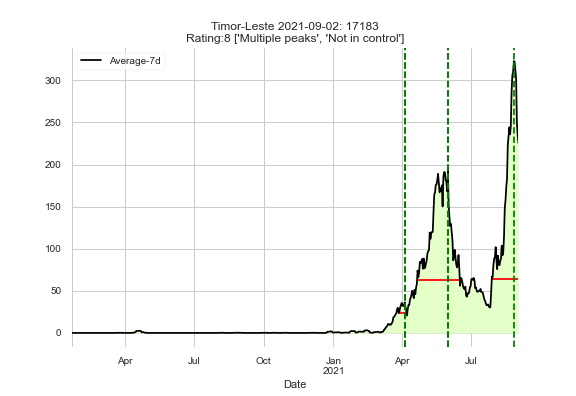 Timor-Leste 2021-09-02: 17183
Rating:8 ['Multiple peaks', 'Not in control']
Average-7d
300
250
200
150
100
50
0
Apr Jul Oct Jan Apr Jul
2021
Date